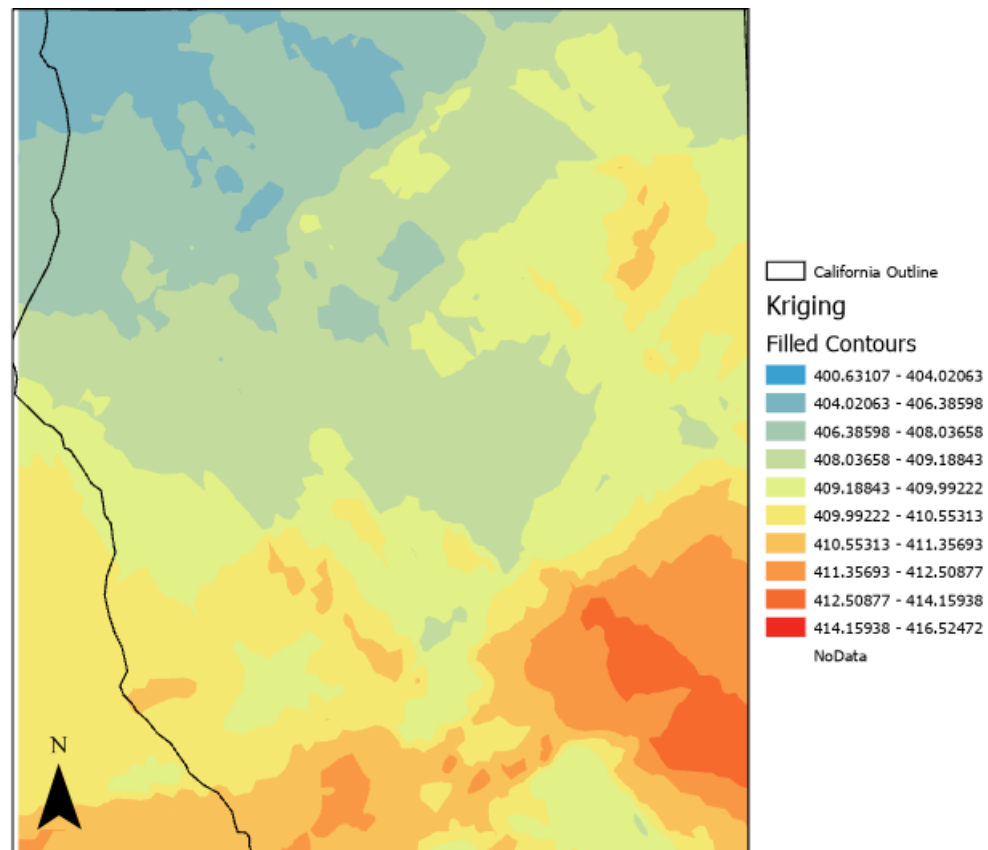 California Outline
Kriging
Filled Contours
400.63107 - 404.02063
404.02063 - 406.38598
406.38598 - 408.03658
408.03658 - 409.18843
409.18843 - 409.99222
409.99222 - 410.55313
410.55313 - 411.35693
411.35693 - 412.50877
412.50877 - 414.15938
414.15938 - 416.52472
NoData
N